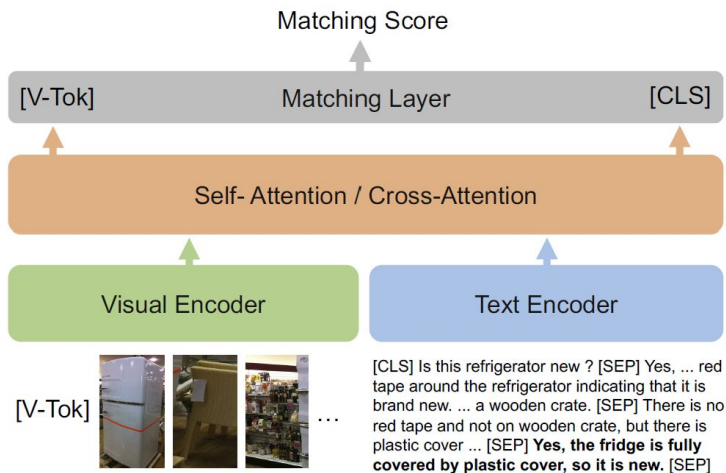 Matching Score
[V-Tok] Matching Layer [CLS]
Self- Attention / Cross-Attention
Visual Encoder
Text Encoder
[V-Tok]
...
[CLS] Is this refrigerator new ? [SEP] Yes, ... red
tape around the refrigerator indicating that it is
brand new. ... a wooden crate. [SEP] There is no
red tape and not on wooden crate, but there is
plastic cover ... [SEP] Yes, the fridge is fully
covered by plastic cover, so it is new. [SEP]